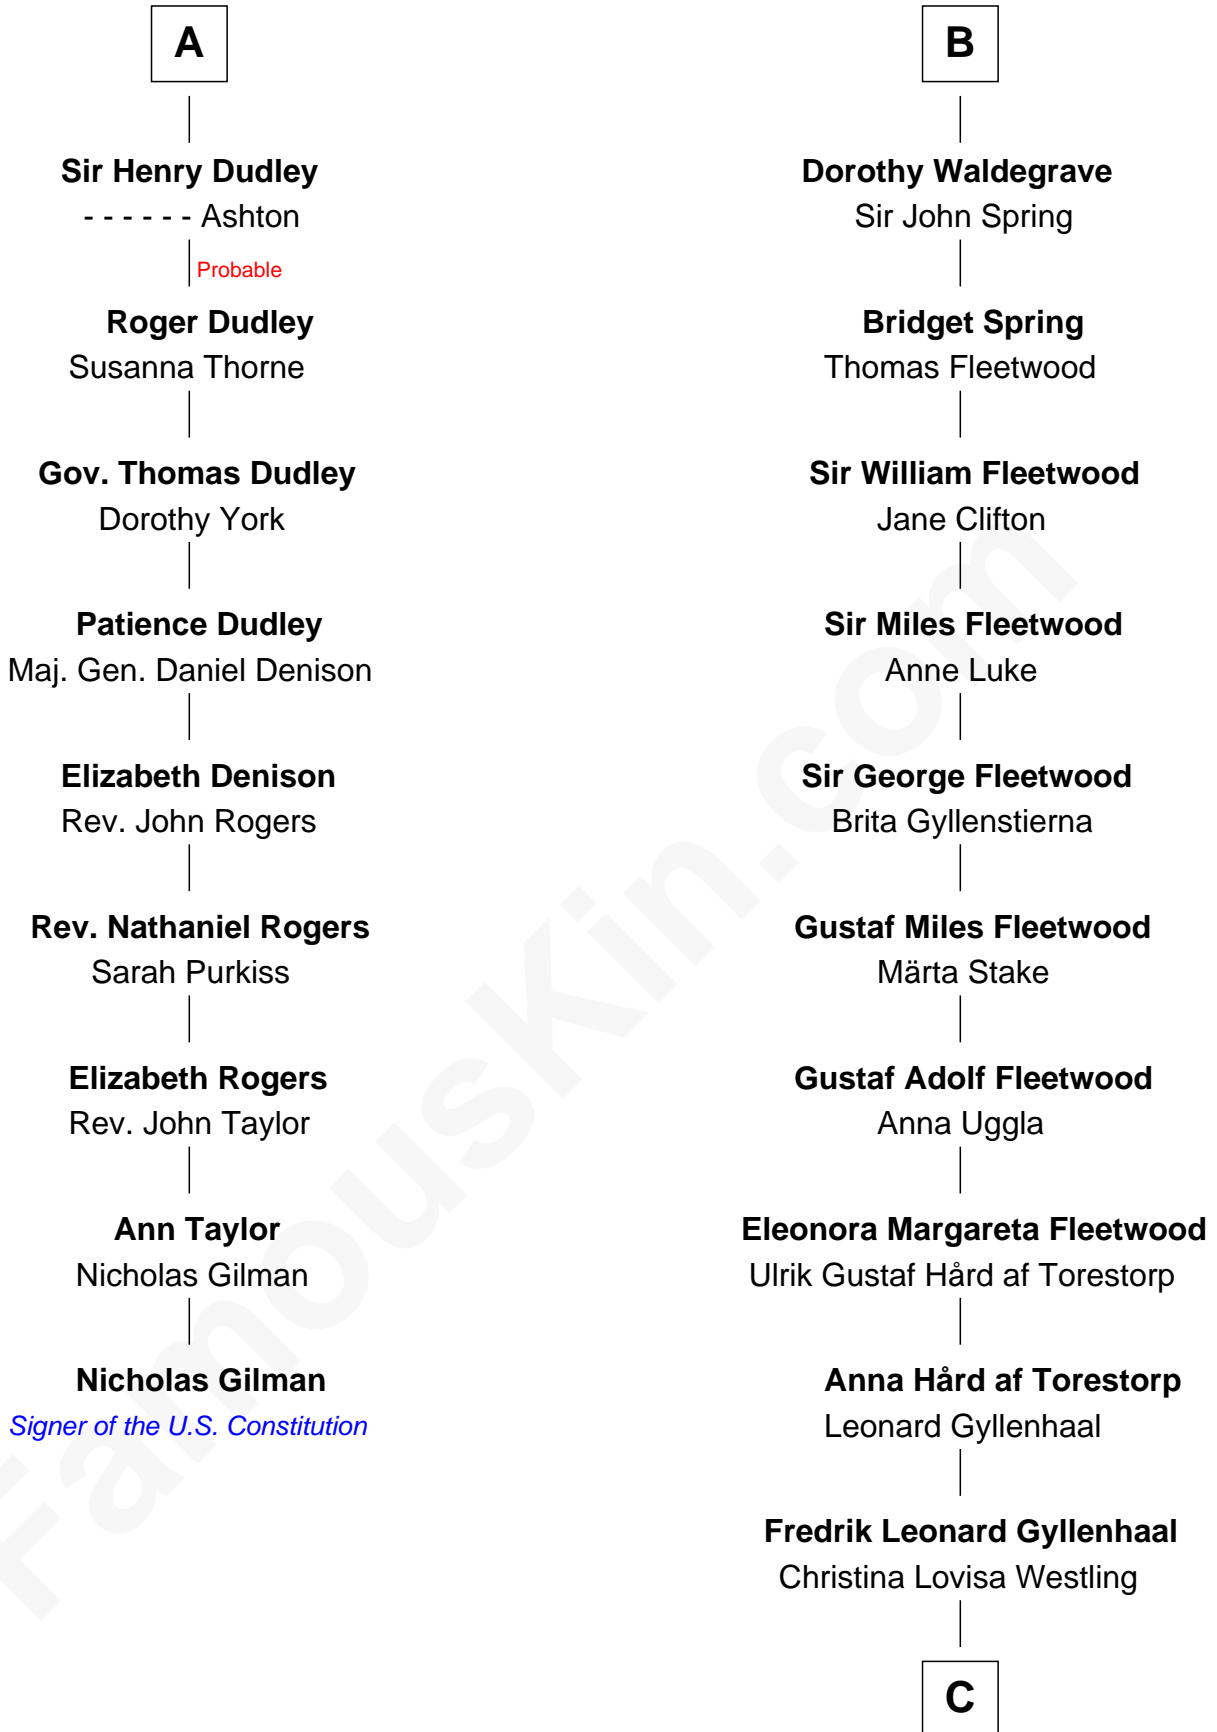 A
Sir Henry Dudley
- - - - - - Ashton
Probable
Roger Dudley
Susanna Thorne
Gov. Thomas Dudley
Dorothy York
Patience Dudley
Maj. Gen. Daniel Denison
Elizabeth Denison
Rev. John Rogers
Rev. Nathaniel Rogers
Sarah Purkiss
Elizabeth Rogers
Rev. John Taylor
Ann Taylor
Nicholas Gilman
Nicholas Gilman
Signer of the U.S. Constitution
B
Dorothy Waldegrave
Sir John Spring
Bridget Spring
Thomas Fleetwood
Sir William Fleetwood
Jane Clifton
Sir Miles Fleetwood
Anne Luke
Sir George Fleetwood
Brita Gyllenstierna
Gustaf Miles Fleetwood
Märta Stake
Gustaf Adolf Fleetwood
Anna Uggla
Eleonora Margareta Fleetwood
Ulrik Gustaf Hård af Torestorp
Anna Hård af Torestorp
Leonard Gyllenhaal
Fredrik Leonard Gyllenhaal
Christina Lovisa Westling
C
FamousKin.com